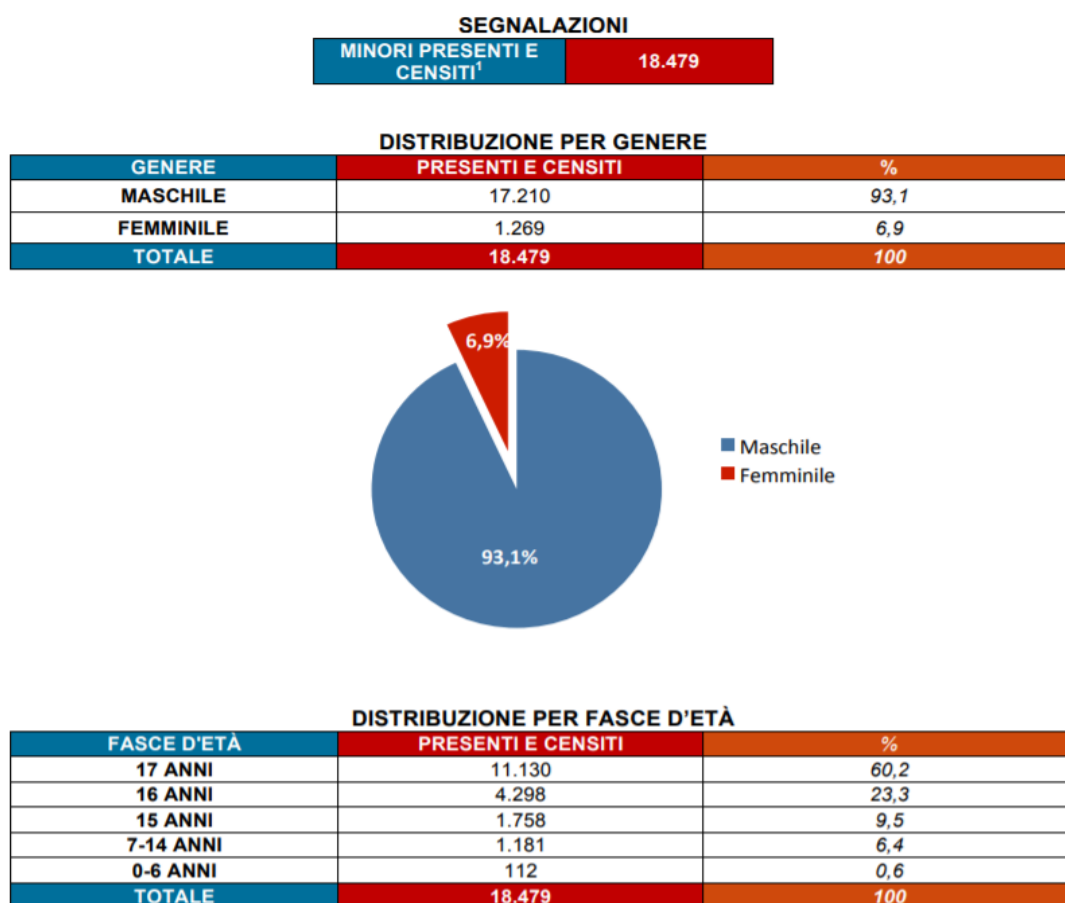 SEGNALAZIONI
MINORI PRESENTI E
CENSITI¹
18.479
DISTRIBUZIONE PER GENERE
GENERE PRESENTI E CENSITI %
MASCHILE 17.210 93,1
FEMMINILE 1.269 6,9
TOTALE 18.479 100
6,9%
93,1%
Maschile
Femminile
DISTRIBUZIONE PER FASCE D'ETÀ
FASCE D'ETÀ PRESENTI E CENSITI %
17 ANNI 11.130 60,2
16 ANNI 4.298 23,3
15 ANNI 1.758 9,5
7-14 ANNI 1.181 6,4
0-6 ANNI 112 0,6
TOTALE 18.479 100